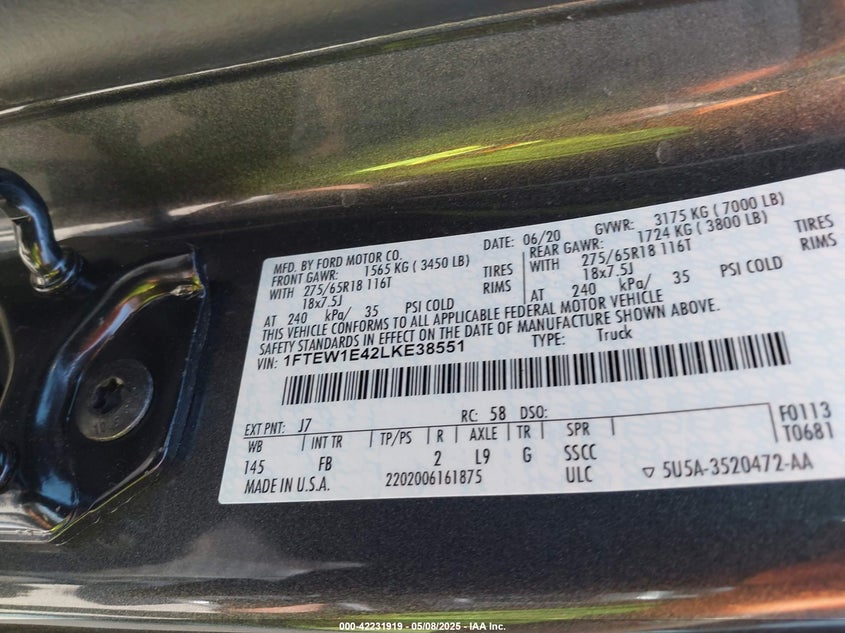 MFD. BY FORD MOTOR CO. DATE: 06/20 GVWR: 3175 KG ( 7000 LB)
FRONT GAWR: 1565 KG ( 3450 LB) REAR GAWR: 1724 KG ( 3800 LB)
WITH 275/65R18 116T TIRES WITH 275/65R18 116T TIRES
18x7.5J RIMS 18x7.5J RIMS
AT 240 kPa/ 35 PSI COLD AT 240 kPa/ 35 PSI COLD
THIS VEHICLE CONFORMS TO ALL APPLICABLE FEDERAL MOTOR VEHICLE
SAFETY STANDARDS IN EFFECT ON THE DATE OF MANUFACTURE SHOWN ABOVE.
VIN: 1FTEW1E42LKE38551 TYPE: Truck
EXT PNT: J7 RC: 58 DSO: F0113
WB INT TR TP/PS R AXLE TR SPR T0681
145 FB 2 L9 G SSCC
MADE IN U.S.A. 2202006161875 ULC ▽ 5U5A-3520472-AA
000-42231919 - 05/08/2025 - IAA Inc.